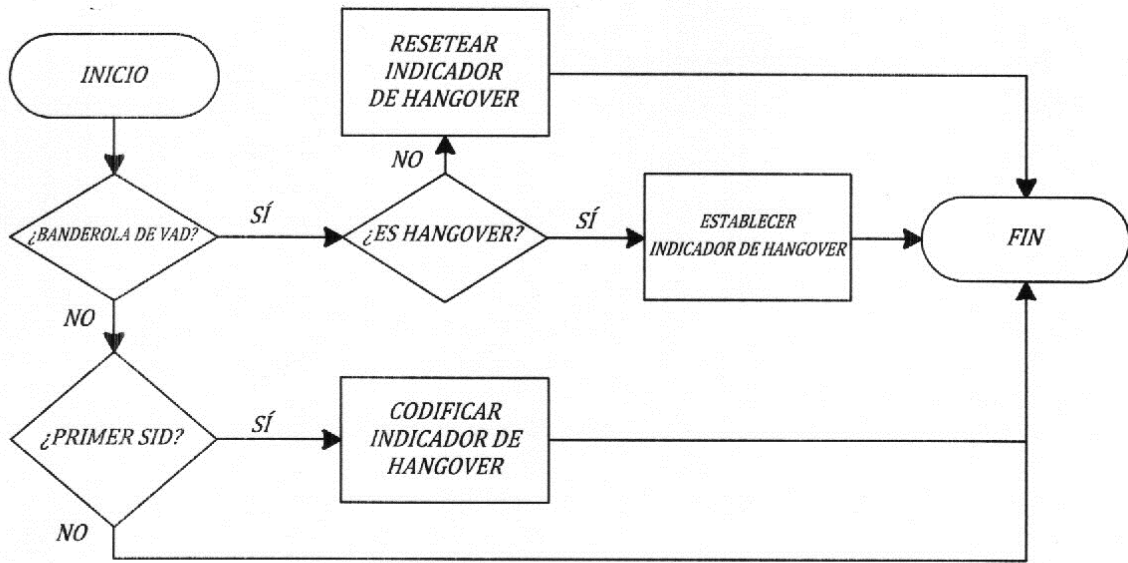 INICIO
RESETEAR
INDICADOR
DE HANGOVER
NO
¿BANDEROLA DE VAD?
SÍ
¿ES HANGOVER?
SÍ
ESTABLECER
INDICADOR DE HANGOVER
FIN
NO
¿PRIMER SID?
SÍ
CODIFICAR
INDICADOR DE
HANGOVER
NO